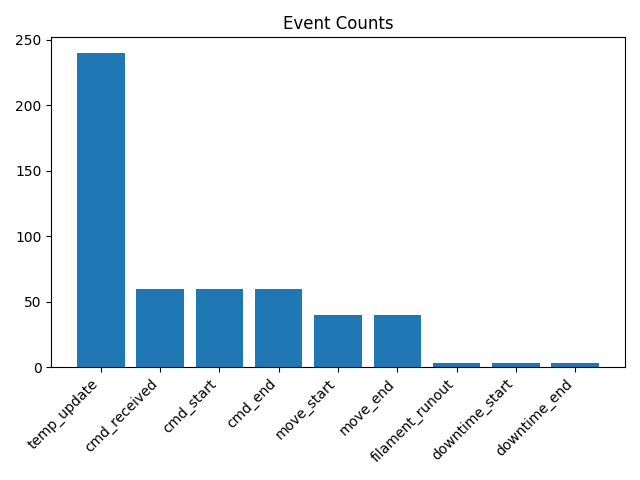 Event Counts
250
200
150
100
50
0
temp_update
cmd_received
cmd_start
cmd_end
move_start
move_end
filament_runout
downtime_start
downtime_end